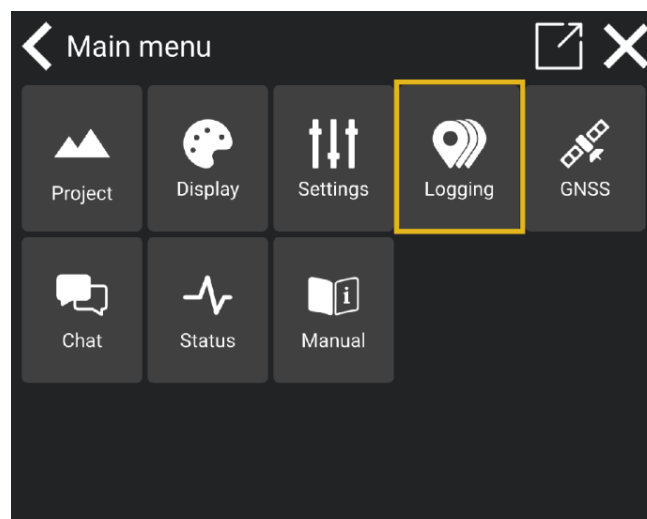 Main menu
Project
Display
Settings
Logging
GNSS
Chat
Status
Manual